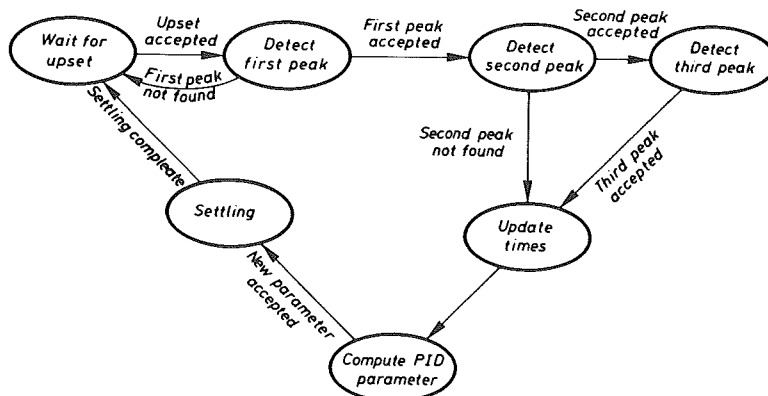 Wait for
upset
Upset
accepted
First peak
not found
Detect
first peak
First peak
accepted
Detect
second peak
Second peak
accepted
Detect
third peak
Second peak
not found
Third peak
accepted
Update
times
Compute PID
parameter
New parameter
accepted
Settling
Settling compleate